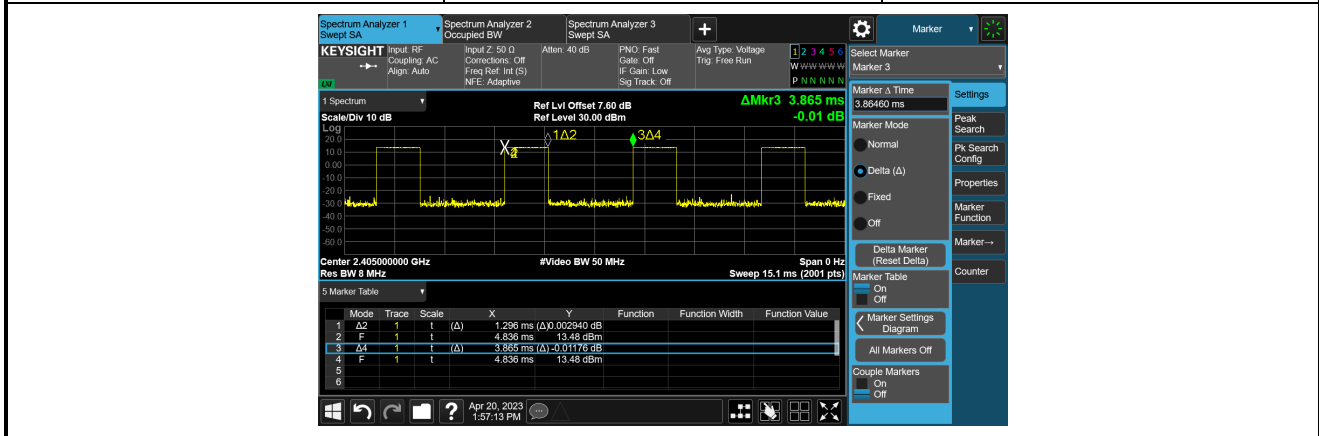 Spectrum Analyzer 1
Swept SA
Spectrum Analyzer 2
Occupied BW
Spectrum Analyzer 3
Swept SA
Marker
KEYSIGHT
Input: RF
Coupling: AC
Align: Auto
Input Z: 50 Ω
Corrections: Off
Freq Ref: Int (S)
NFE: Adaptive
Atten: 40 dB
PNO: Fast
Gate: Off
IF Gain: Low
Sig Track: Off
Avg Type: Voltage
Trig: Free Run
1 2 3 4 5 6
W W W W W W
P N N N N N
LXI
Select Marker
Marker 3
1 Spectrum
Scale/Div 10 dB
Ref Lvl Offset 7.60 dB
Ref Level 30.00 dBm
ΔMkr3 3.865 ms
-0.01 dB
Log
20.0
10.0
0.00
-10.0
-20.0
-30.0
-40.0
-50.0
-60.0
1Δ2
3Δ4
Center 2.405000000 GHz
Res BW 8 MHz
#Video BW 50 MHz
Span 0 Hz
Sweep 15.1 ms (2001 pts)
5 Marker Table
Mode Trace Scale X Y Function Function Width Function Value
1 Δ2 1 t (Δ) 1.296 ms (Δ) 0.002940 dB
2 F 1 t 4.836 ms 13.48 dBm
3 Δ4 1 t (Δ) 3.865 ms (Δ) -0.01176 dB
4 F 1 t 4.836 ms 13.48 dBm
5
6
Marker Δ Time
3.86460 ms
Marker Mode
Normal
Delta (Δ)
Fixed
Off
Delta Marker
(Reset Delta)
Marker Table
On
Off
Marker Settings
Diagram
All Markers Off
Couple Markers
On
Off
Settings
Peak
Search
Pk Search
Config
Properties
Marker
Function
Marker→
Counter
?
Apr 20, 2023
1:57:13 PM